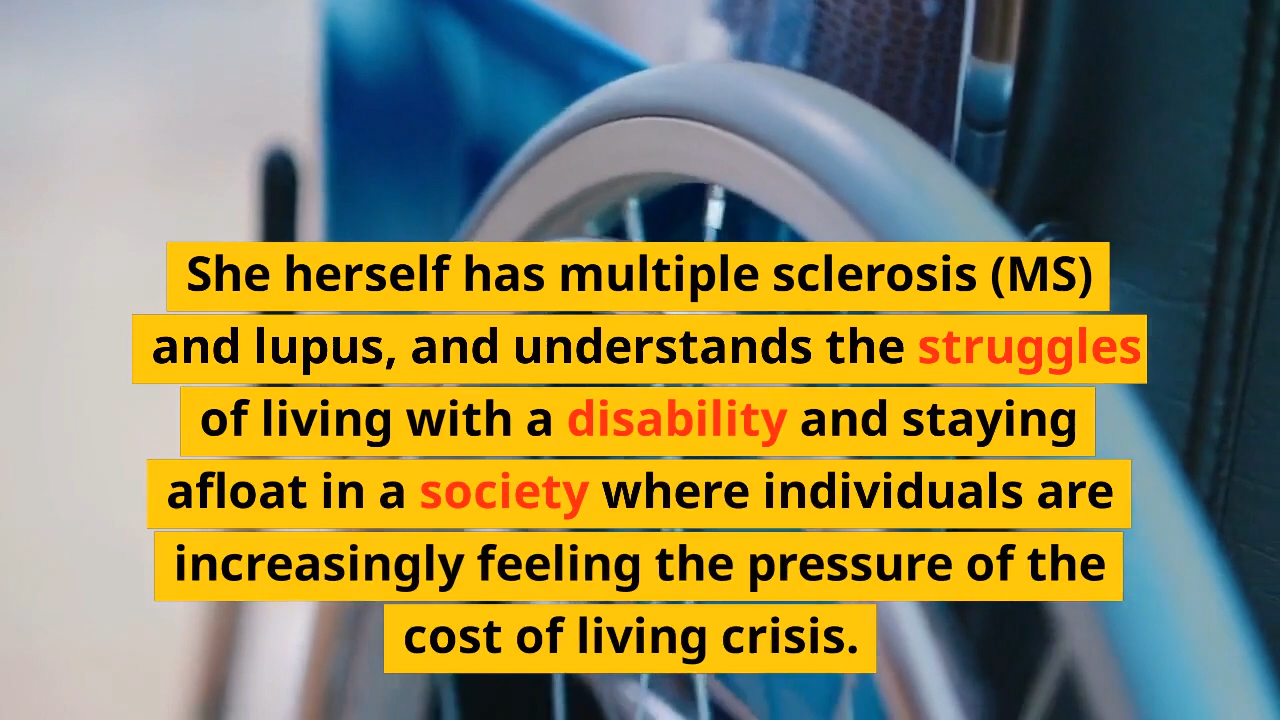 She herself has multiple sclerosis (MS)
and lupus, and understands the struggles
of living with a disability and staying
afloat in a society where individuals are
increasingly feeling the pressure of the
cost of living crisis.